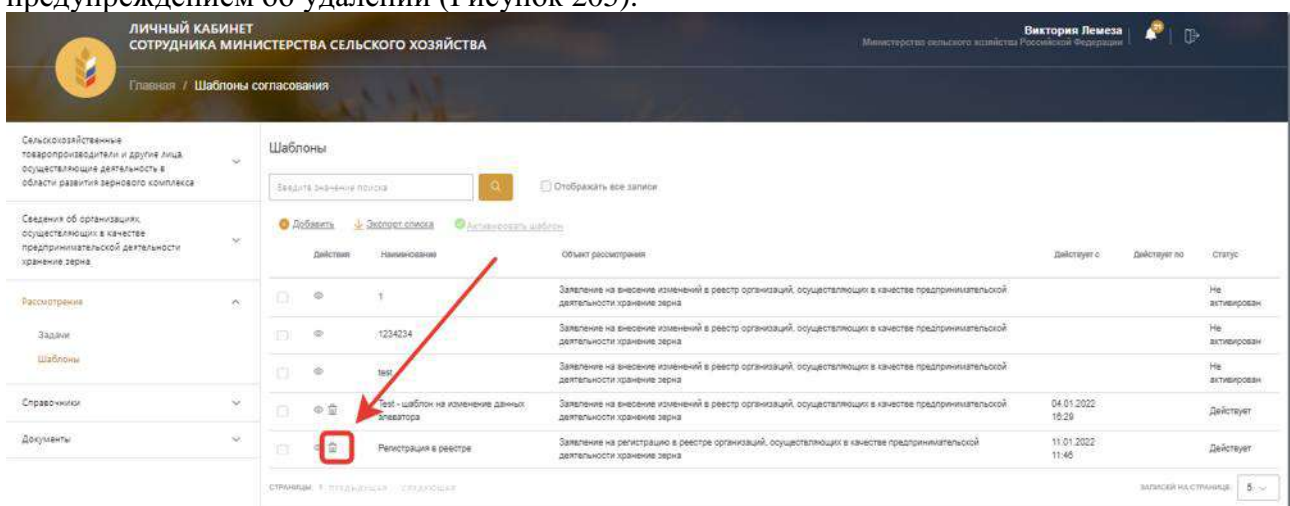 предупреждением об удалении (Рисунок 263).
ЛИЧНЫЙ КАБИНЕТ
СОТРУДНИКА МИНИСТЕРСТВА СЕЛЬСКОГО ХОЗЯЙСТВА
Виктория Лемеза
Министерство сельского хозяйства Российской Федерации
Главная / Шаблоны согласования
Сельскохозяйственные
товаропроизводители и другие лица,
осуществляющие деятельность в
области развития зернового комплекса
Сведения об организациях,
осуществляющих в качестве
предпринимательской деятельности
хранение зерна
Рассмотрение
Задачи
Шаблоны
Справочники
Документы
Шаблоны
Введите значение поиска
Отображать все записи
Добавить Экспорт списка Активировать шаблон
Действия Наименование Объект рассмотрения Действует с Действует по Статус
1 Заявление на внесение изменений в реестр организаций, осуществляющих в качестве предпринимательской
деятельности хранение зерна
Не
активирован
1234234 Заявление на внесение изменений в реестр организаций, осуществляющих в качестве предпринимательской
деятельности хранение зерна
Не
активирован
test Заявление на внесение изменений в реестр организаций, осуществляющих в качестве предпринимательской
деятельности хранение зерна
Не
активирован
Test - шаблон на изменение данных
элеватора
Заявление на внесение изменений в реестр организаций, осуществляющих в качестве предпринимательской
деятельности хранение зерна
04.01.2022
16:29
Действует
Регистрация в реестре
Заявление на регистрацию в реестре организаций, осуществляющих в качестве предпринимательской
деятельности хранение зерна
11.01.2022
11:46
Действует
СТРАНИЦЫ: 1 ПРЕДЫДУЩАЯ СЛЕДУЮЩАЯ
ЗАПИСЕЙ НА СТРАНИЦЕ: 5